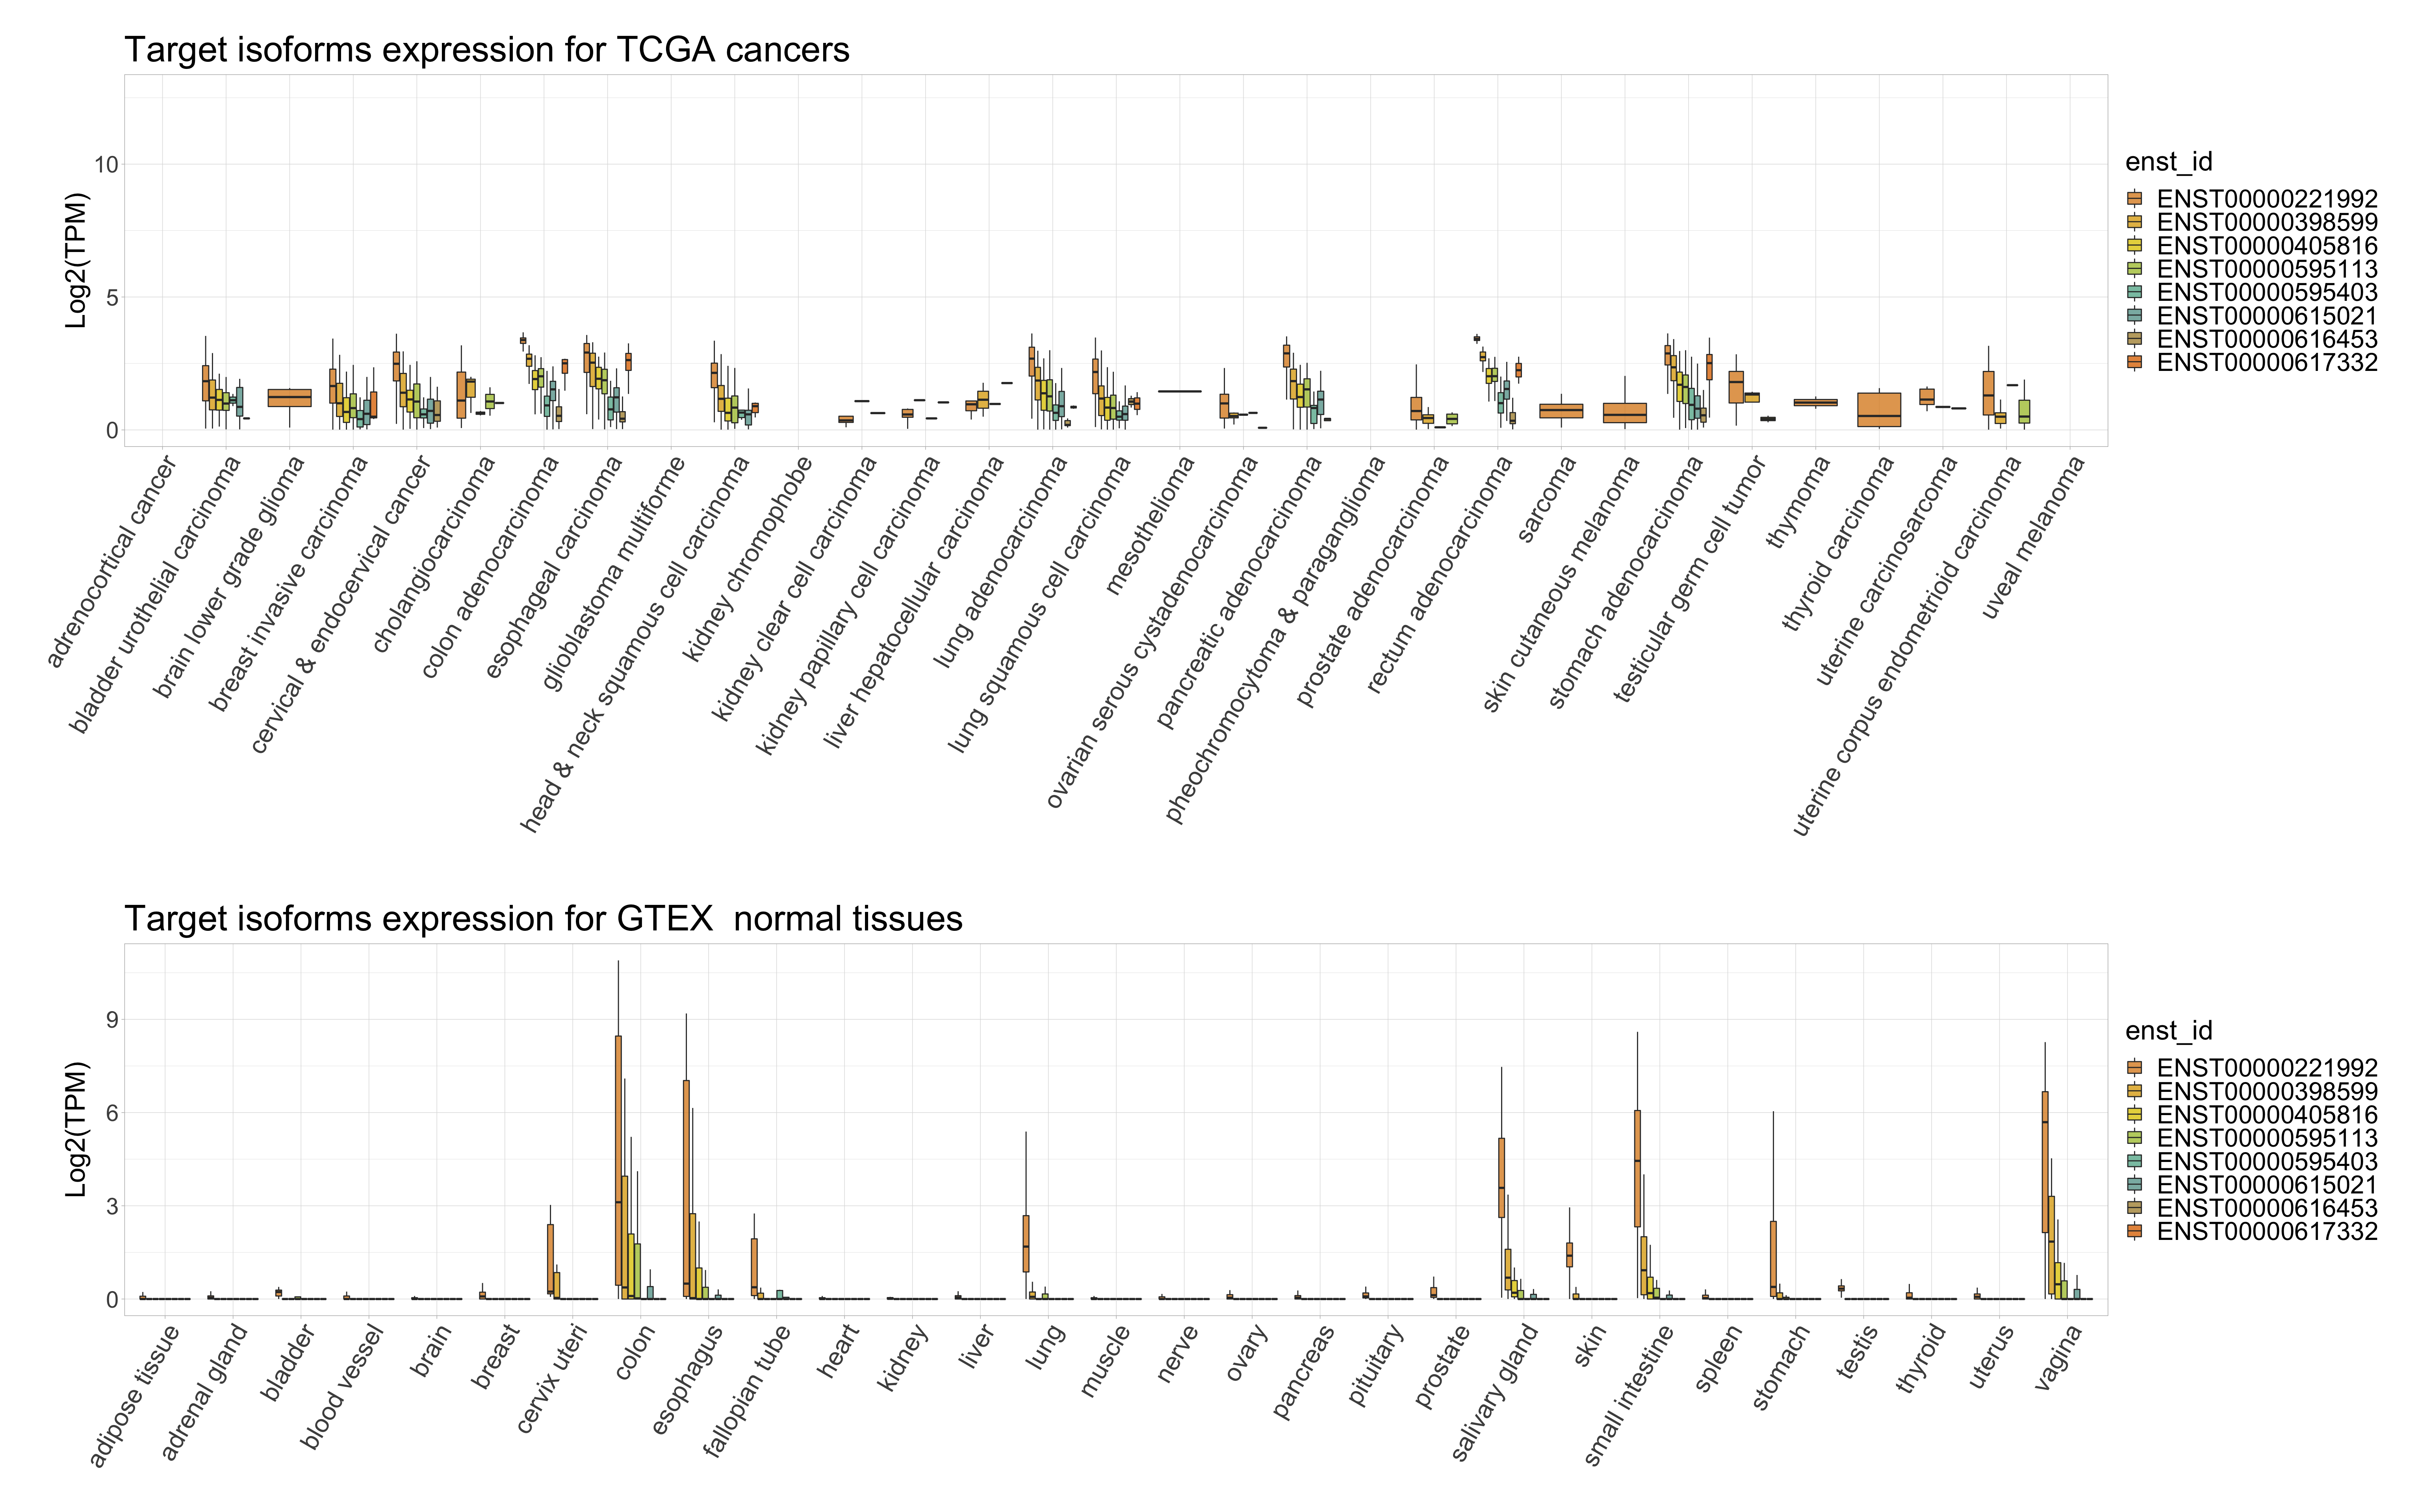 Target isoforms expression for TCGA cancers
Log2(TPM)
10
5
0
adrenocortical cancer
bladder urothelial carcinoma
brain lower grade glioma
breast invasive carcinoma
cervical & endocervical cancer
cholangiocarcinoma
colon adenocarcinoma
esophageal carcinoma
glioblastoma multiforme
head & neck squamous cell carcinoma
kidney chromophobe
kidney clear cell carcinoma
kidney papillary cell carcinoma
liver hepatocellular carcinoma
lung adenocarcinoma
lung squamous cell carcinoma
mesothelioma
ovarian serous cystadenocarcinoma
pancreatic adenocarcinoma
pheochromocytoma & paraganglioma
prostate adenocarcinoma
rectum adenocarcinoma
sarcoma
skin cutaneous melanoma
stomach adenocarcinoma
testicular germ cell tumor
thymoma
thyroid carcinoma
uterine carcinosarcoma
uterine corpus endometrioid carcinoma
uveal melanoma
enst_id
ENST00000221992
ENST00000398599
ENST00000405816
ENST00000595113
ENST00000595403
ENST00000615021
ENST00000616453
ENST00000617332
Target isoforms expression for GTEX  normal tissues
Log2(TPM)
9
6
3
0
adipose tissue
adrenal gland
bladder
blood vessel
brain
breast
cervix uteri
colon
esophagus
fallopian tube
heart
kidney
liver
lung
muscle
nerve
ovary
pancreas
pituitary
prostate
salivary gland
skin
small intestine
spleen
stomach
testis
thyroid
uterus
vagina
enst_id
ENST00000221992
ENST00000398599
ENST00000405816
ENST00000595113
ENST00000595403
ENST00000615021
ENST00000616453
ENST00000617332